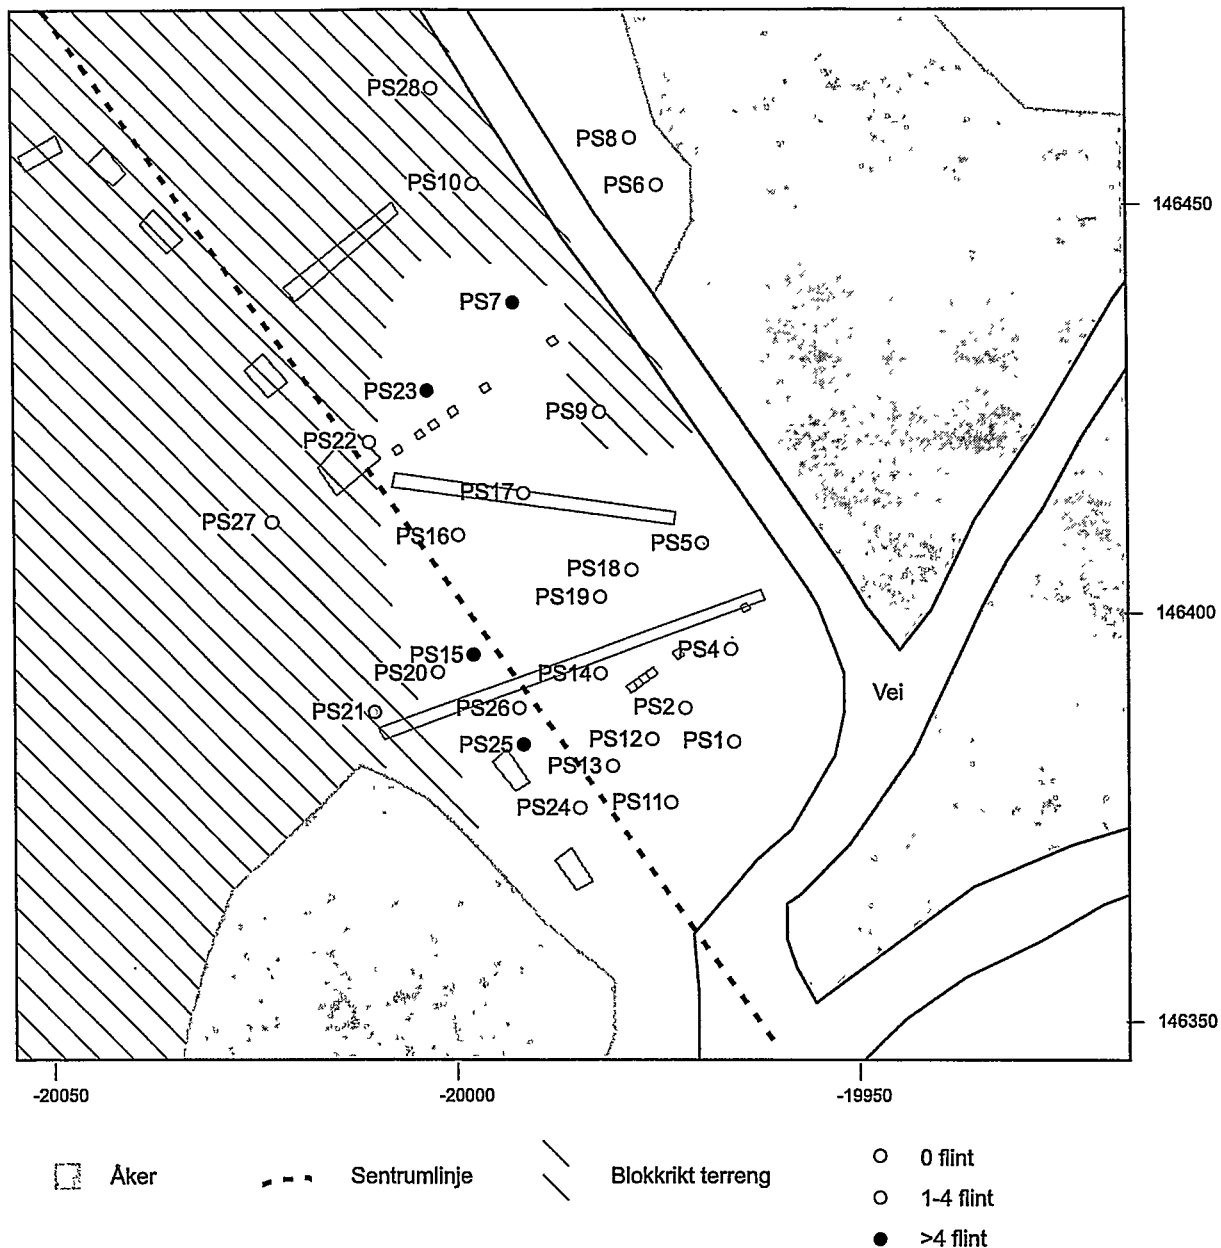 PS28
PS8
PS10
PS6
146450
PS7
PS23
PS9
PS22
PS17
PS27
PS16
PS5
PS18
PS19
146400
PS15
PS4
PS20
PS14
Vei
PS21
PS26
PS2
PS25
PS12
PS1
PS13
PS24
PS11
146350
-20050
-20000
-19950
Åker
Sentrumlinje
Blokkrikt terreng
0 flint
1-4 flint
>4 flint